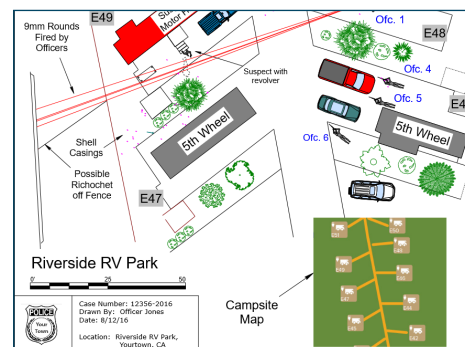 E49
Motor
9mm Rounds
Fired by
Officers
Suspect with
revolver
Ofc. 1
E48
Ofc. 4
Ofc. 5
Ofc. 6
5th Wheel
Shell
Casings
5th Wheel
Possible
Richochet
off Fence
E47
Riverside RV Park
0 25 50
Campsite
Map
POLICE
Your
Town
Case Number: 12356-2016
Drawn By: Officer Jones
Date: 8/12/16
Location: Riverside RV Park,
Yourtown, CA